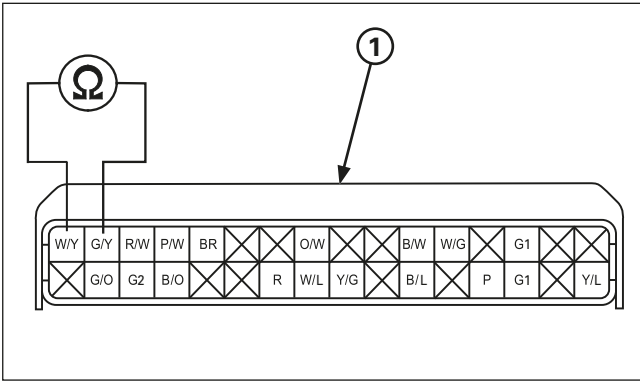 1
Ω
W/Y G/Y R/W P/W BR O/W B/W W/G G1
G/O G2 B/O R W/L Y/G B/L P G1 Y/L